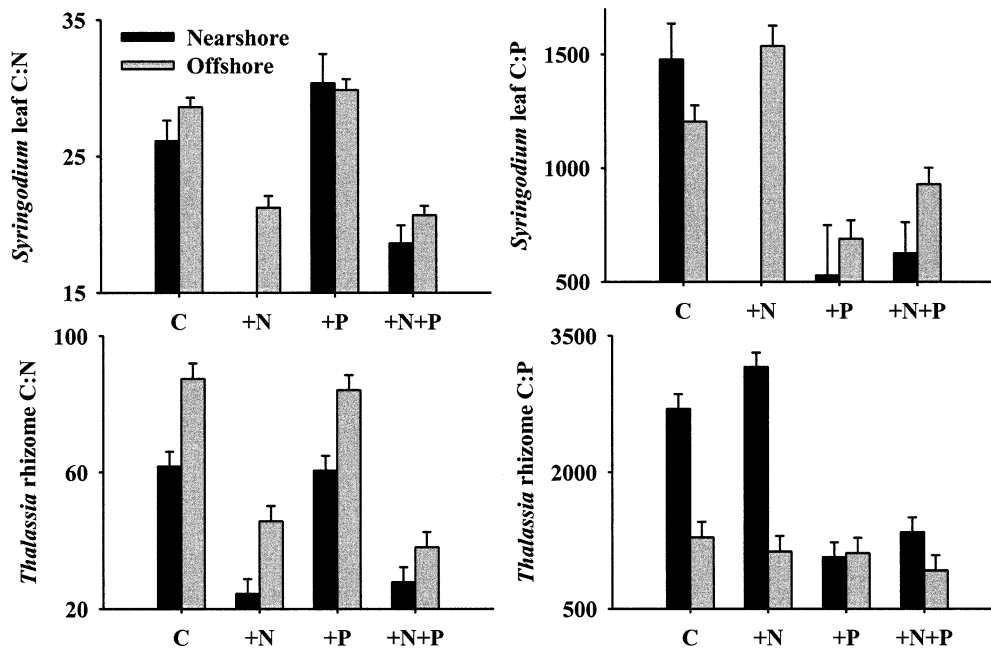 Syringodium leaf C:N
35
25
15
Nearshore
Offshore
C +N +P +N+P
Syringodium leaf C:P
1500
1000
500
C +N +P +N+P
Thalassia rhizome C:N
100
60
20
C +N +P +N+P
Thalassia rhizome C:P
3500
2000
500
C +N +P +N+P